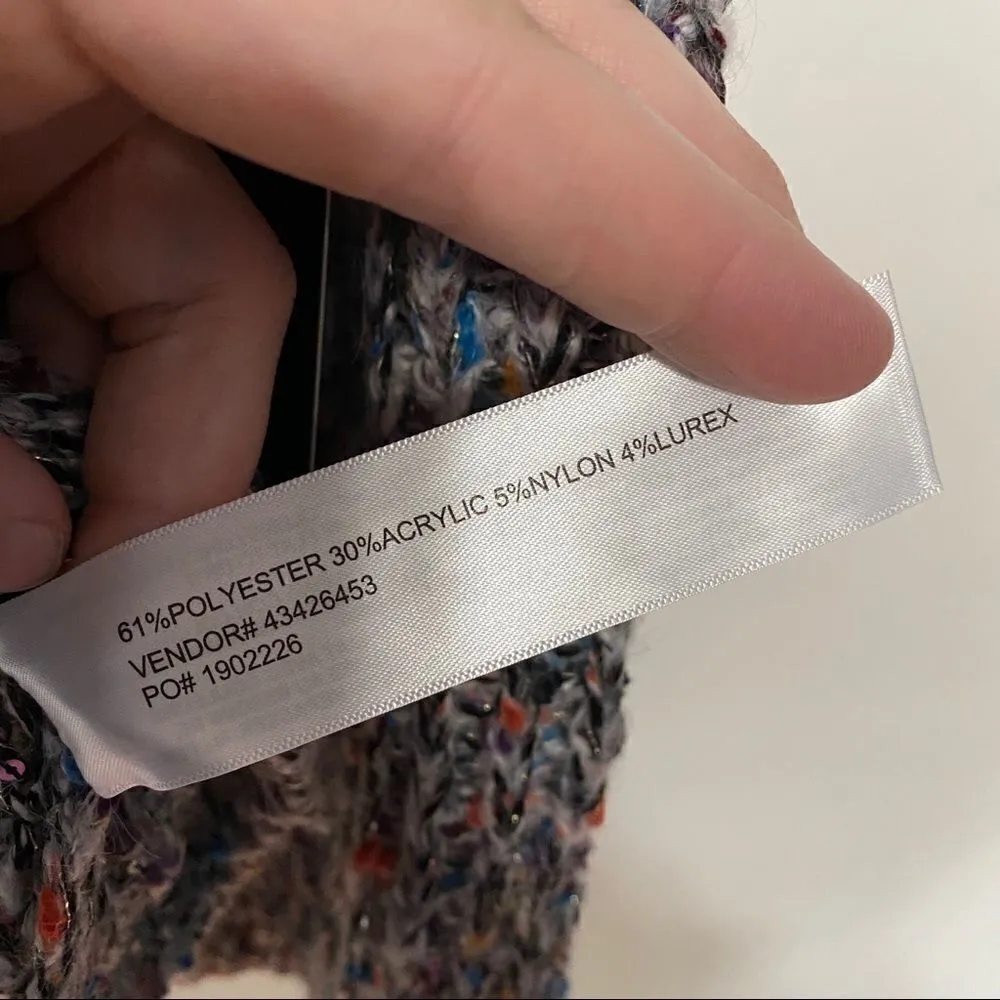 61%POLYESTER 30%ACRYLIC 5%NYLON 4%LUREX
VENDOR# 43426453
PO# 1902226